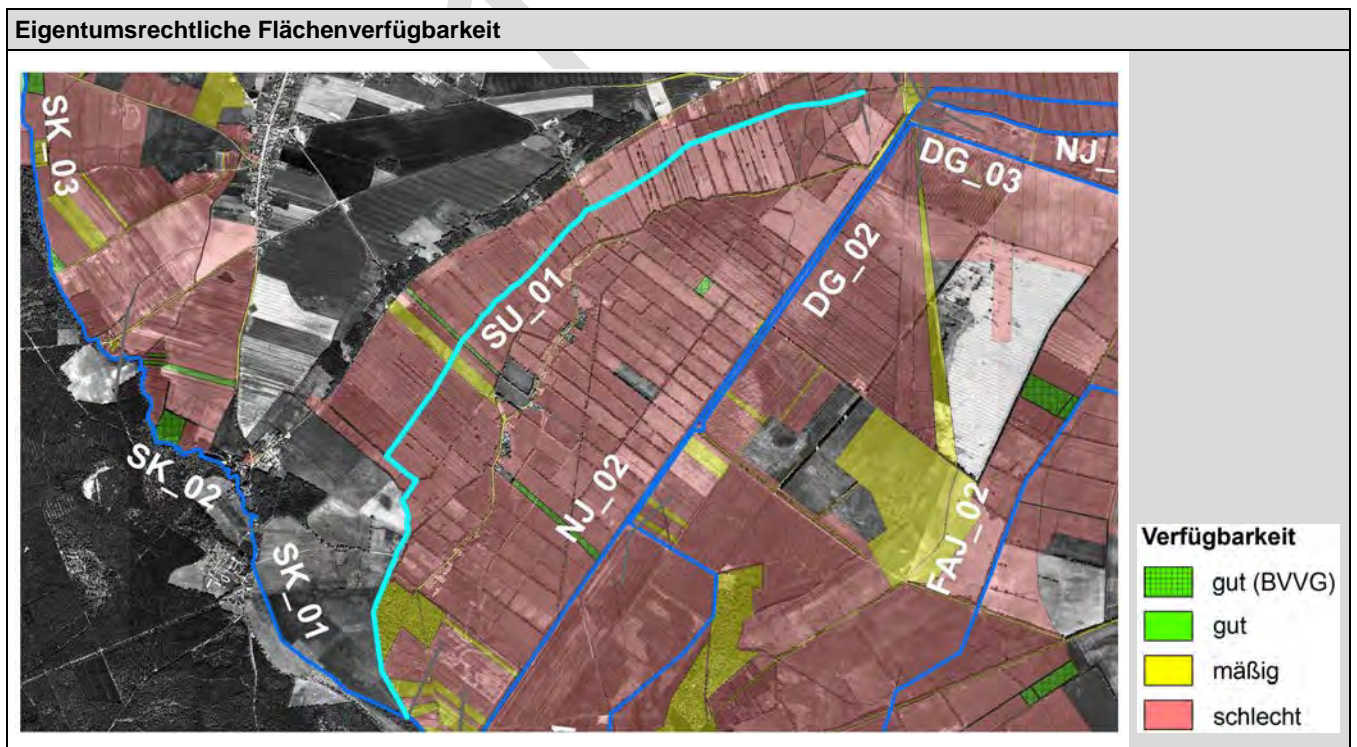 Eigentumsrechtliche Flächenverfügbarkeit
SK_03
DG_03
NJ_
DG_02
SU_01
SK_02
NJ_02
FAJ_02
SK_01
Verfügbarkeit
gut (BVVG)
gut
mäßig
schlecht